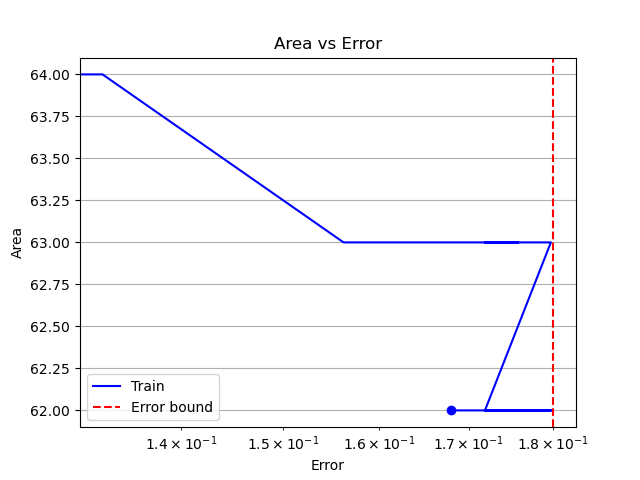 Area vs Error
64.00
63.75
63.50
63.25
63.00
62.75
62.50
62.25
62.00
Area
Train
Error bound
1.4 × 10⁻¹ 1.5 × 10⁻¹ 1.6 × 10⁻¹ 1.7 × 10⁻¹ 1.8 × 10⁻¹
Error